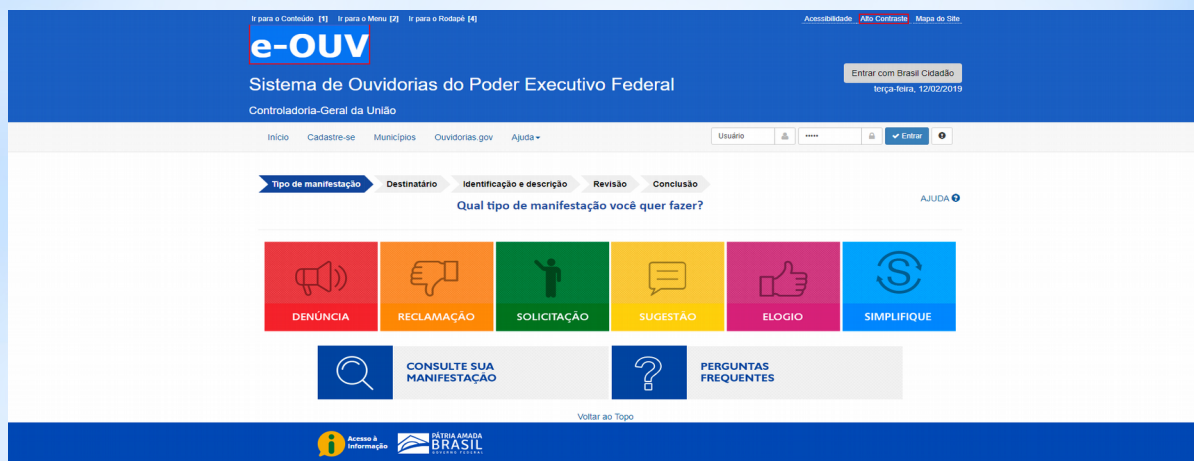 Ir para o Conteúdo [1] Ir para o Menu [2] Ir para o Rodapé [4] Acessibilidade Alto Contraste Mapa do Site
e-OUV
Sistema de Ouvidorias do Poder Executivo Federal
Entrar com Brasil Cidadão
terça-feira, 12/02/2019
Controladoria-Geral da União
Início Cadastre-se Municípios Ouvidorias.gov Ajuda Usuário ••••• Entrar
Tipo de manifestação Destinatário Identificação e descrição Revisão Conclusão
AJUDA ?
Qual tipo de manifestação você quer fazer?
DENÚNCIA RECLAMAÇÃO SOLICITAÇÃO SUGESTÃO ELOGIO SIMPLIFIQUE
CONSULTE SUA
MANIFESTAÇÃO
PERGUNTAS
FREQUENTES
Voltar ao Topo
Acesso à
Informação
PÁTRIA AMADA
BRASIL
GOVERNO FEDERAL